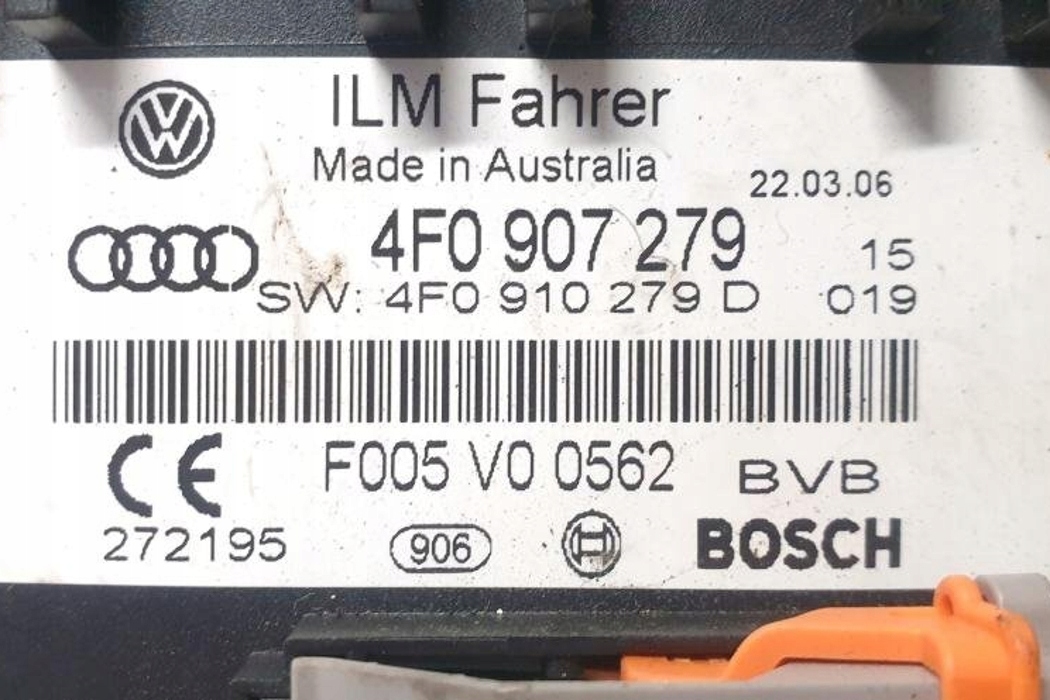 ILM Fahrer
Made in Australia
22.03.06
4F0 907 279 15
SW: 4F0 910 279 D 019
CE F005 V0 0562 BVB
272195 906 BOSCH